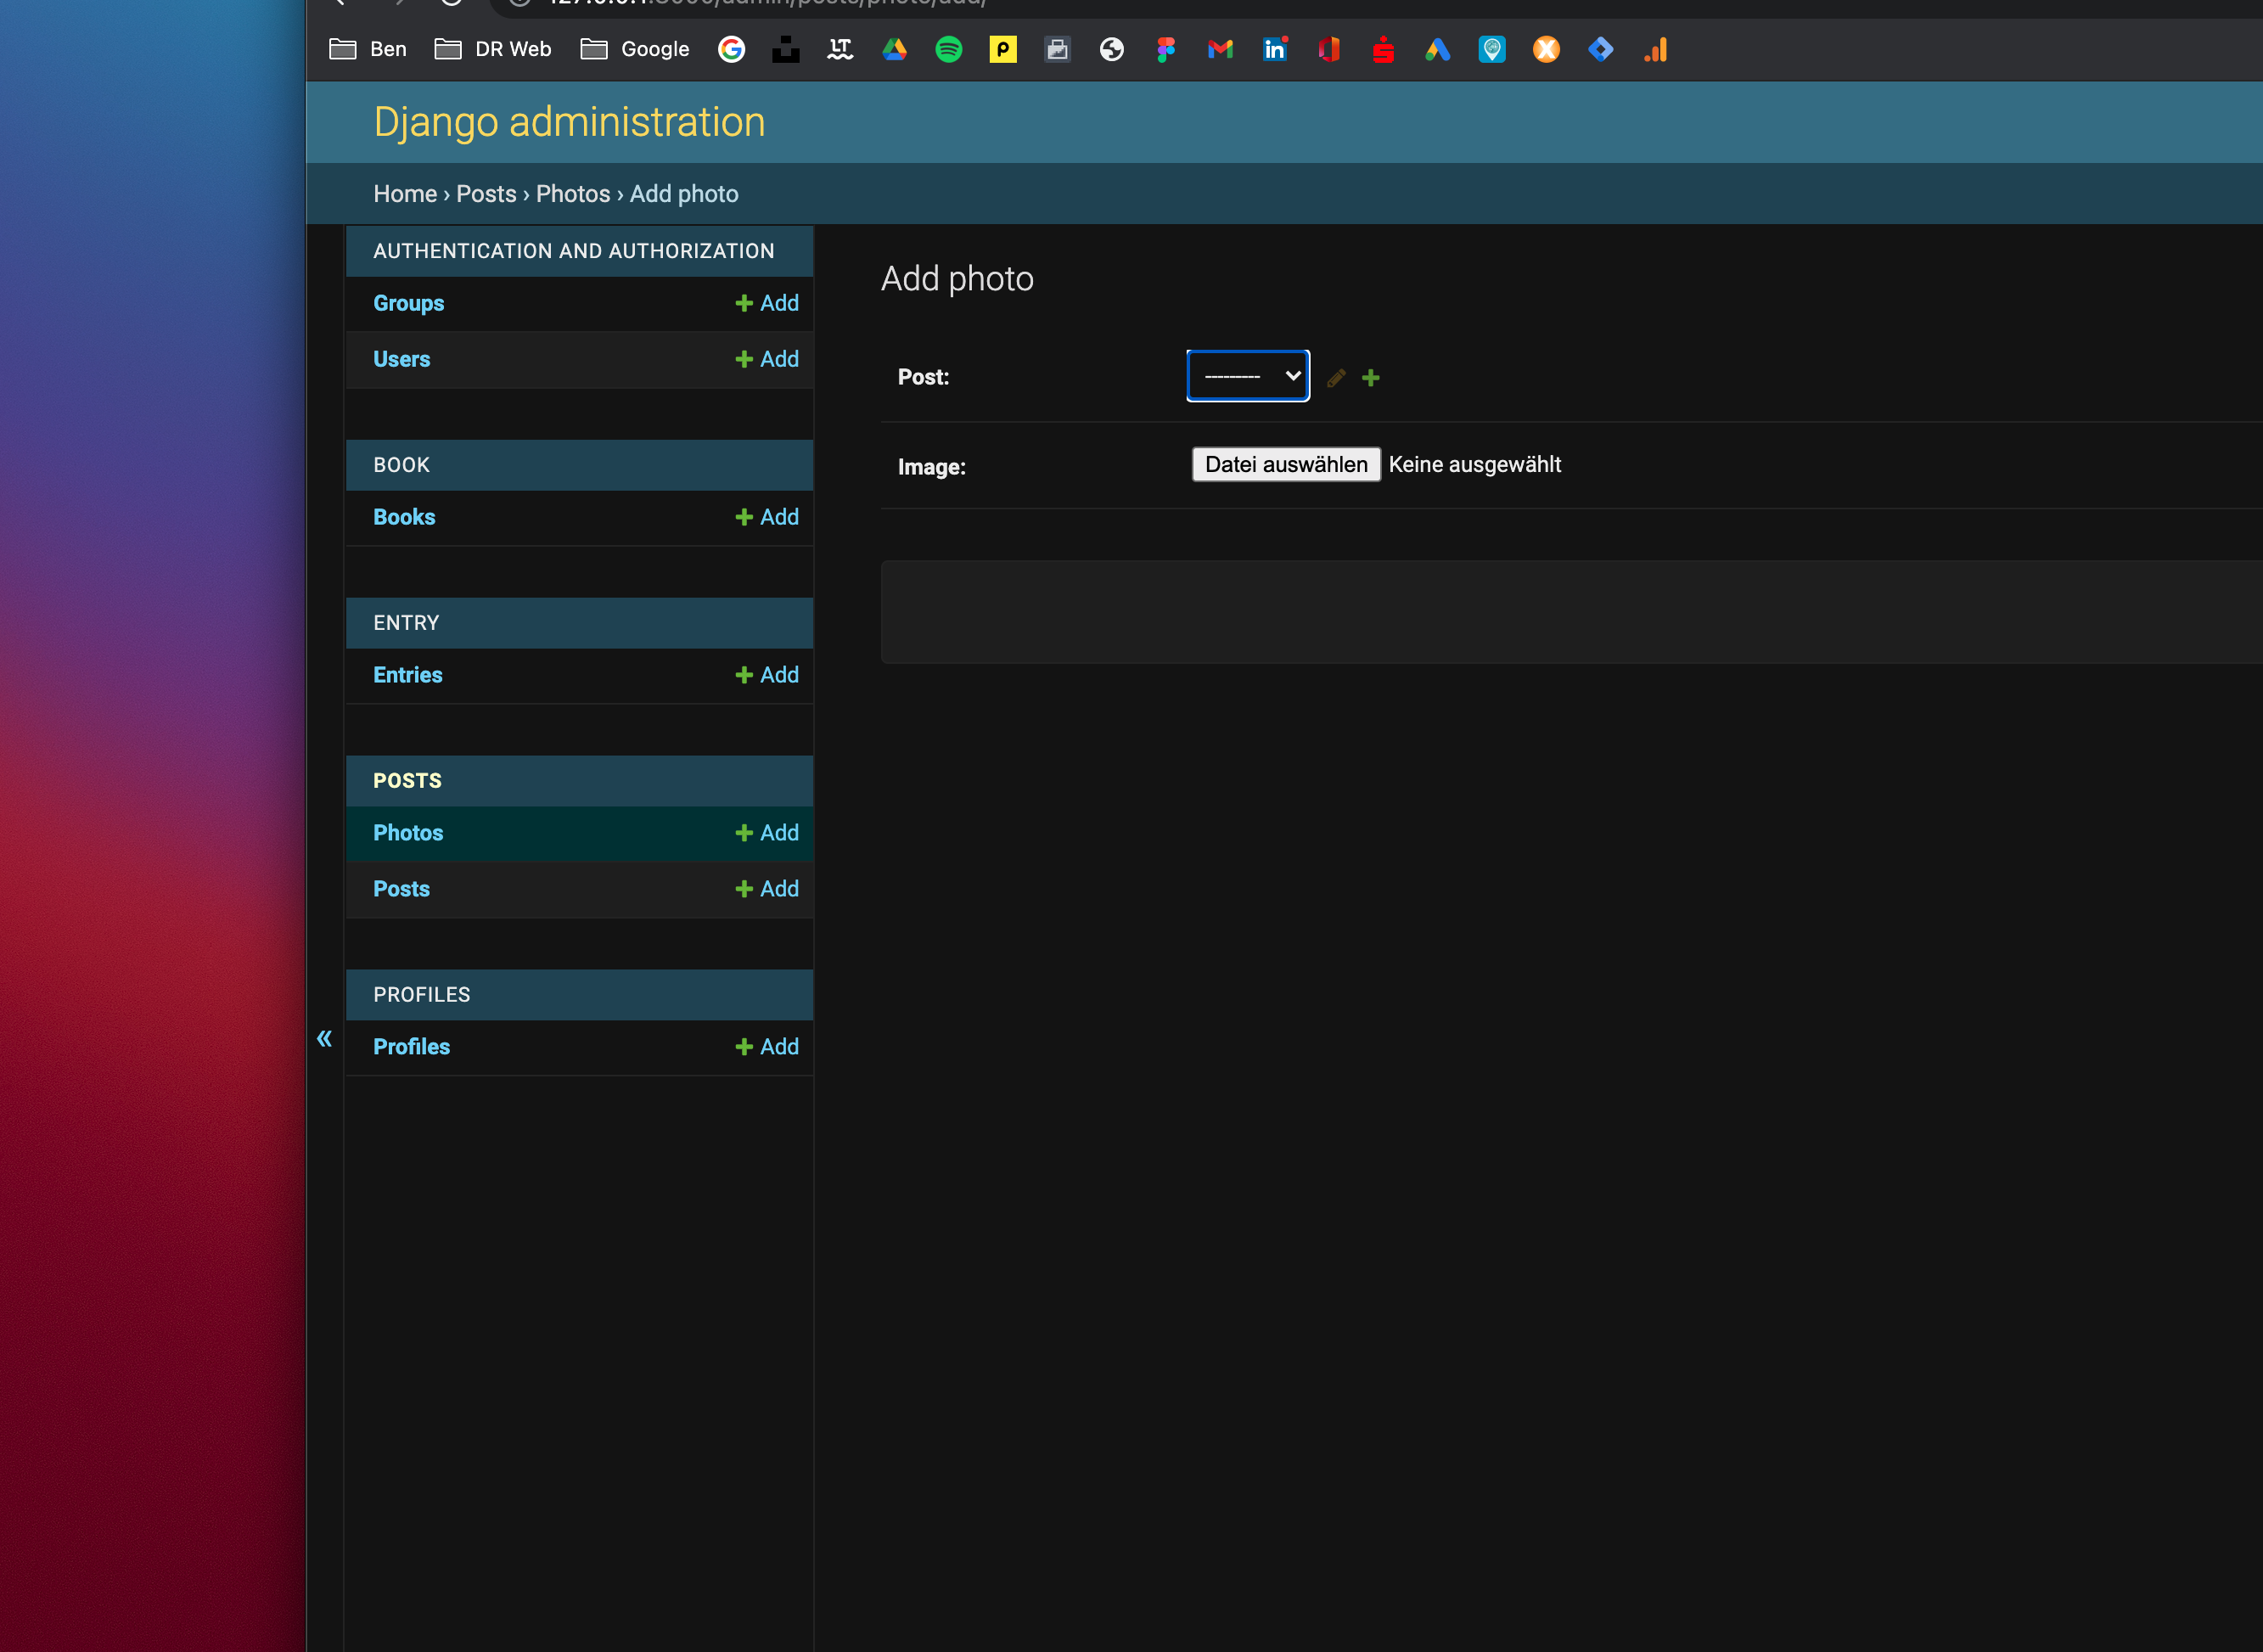 Ben DR Web Google
Django administration
Home › Posts › Photos › Add photo
AUTHENTICATION AND AUTHORIZATION
Groups + Add
Users + Add
BOOK
Books + Add
ENTRY
Entries + Add
POSTS
Photos + Add
Posts + Add
PROFILES
Profiles + Add
«
Add photo
Post: ---------
Image: Datei auswählen Keine ausgewählt